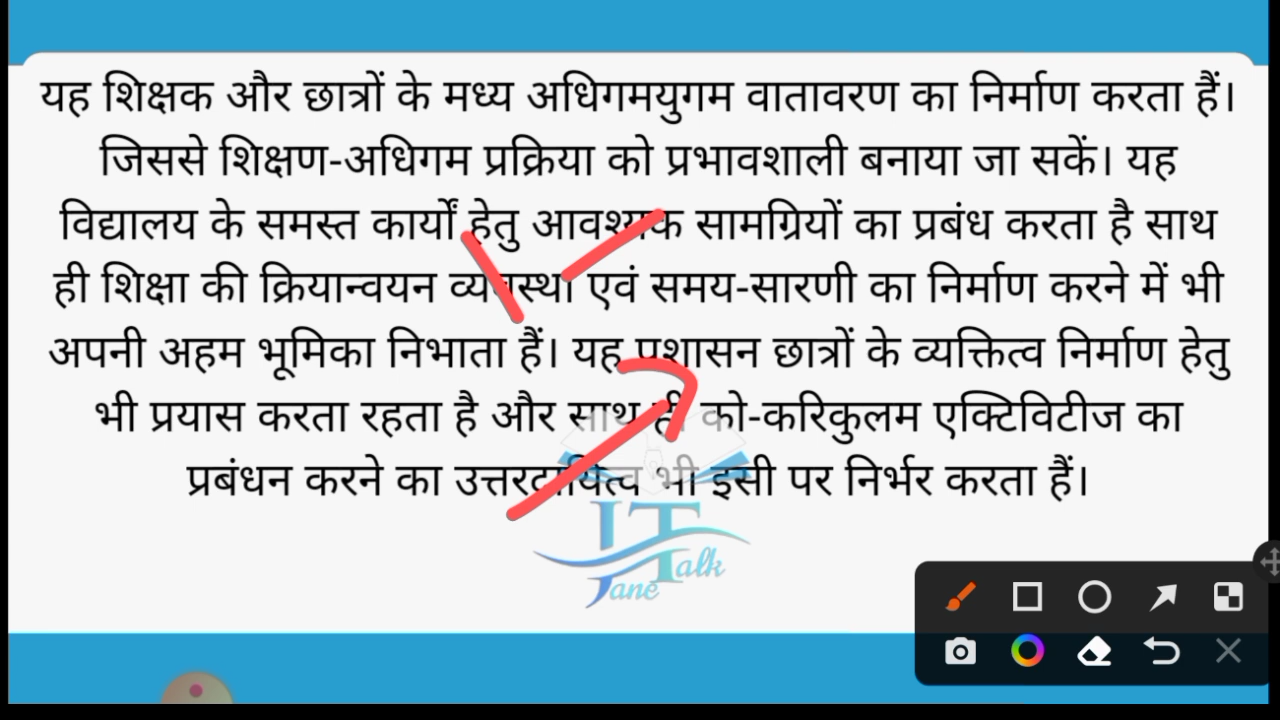 यह शिक्षक और छात्रों के मध्य अधिगमयुगम वातावरण का निर्माण करता हैं।
जिससे शिक्षण-अधिगम प्रक्रिया को प्रभावशाली बनाया जा सकें। यह
विद्यालय के समस्त कार्यों हेतु आवश्यक सामग्रियों का प्रबंध करता है साथ
ही शिक्षा की क्रियान्वयन व्यवस्था एवं समय-सारणी का निर्माण करने में भी
अपनी अहम भूमिका निभाता हैं। यह प्रशासन छात्रों के व्यक्तित्व निर्माण हेतु
भी प्रयास करता रहता है और साथ ही को-करिकुलम एक्टिविटीज का
प्रबंधन करने का उत्तरदायित्व भी इसी पर निर्भर करता हैं।
JT
Jane Talk